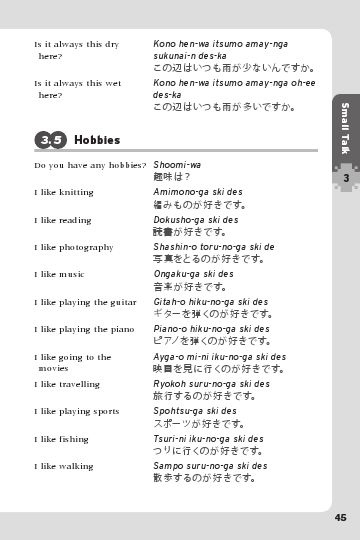 Is it always this dry Kono hen-wa itsumo amay-nga
here? sukunai-n des-ka
この辺はいつも雨が少ないんですか。
Is it always this wet Kono hen-wa itsumo amay-nga oh-ee
here? des-ka
この辺はいつも雨が多いですか。
3.5 Hobbies
Do you have any hobbies? Shoomi-wa
趣味は？
I like knitting Amimono-ga ski des
編みものが好きです。
I like reading Dokusho-ga ski des
読書が好きです。
I like photography Shashin-o toru-no-ga ski de
写真をとるのが好きです。
I like music Ongaku-ga ski des
音楽が好きです。
I like playing the guitar Gitah-o hiku-no-ga ski des
ギターを弾くのが好きです。
I like playing the piano Piano-o hiku-no-ga ski des
ピアノを弾くのが好きです。
I like going to the Ayga-o mi-ni iku-no-ga ski des
movies 映画を見に行くのが好きです。
I like travelling Ryokoh suru-no-ga ski des
旅行するのが好きです。
I like playing sports Spohtsu-ga ski des
スポーツが好きです。
I like fishing Tsuri-ni iku-no-ga ski des
つりに行くのが好きです。
I like walking Sampo suru-no-ga ski des
散歩するのが好きです。
Small Talk
3
45